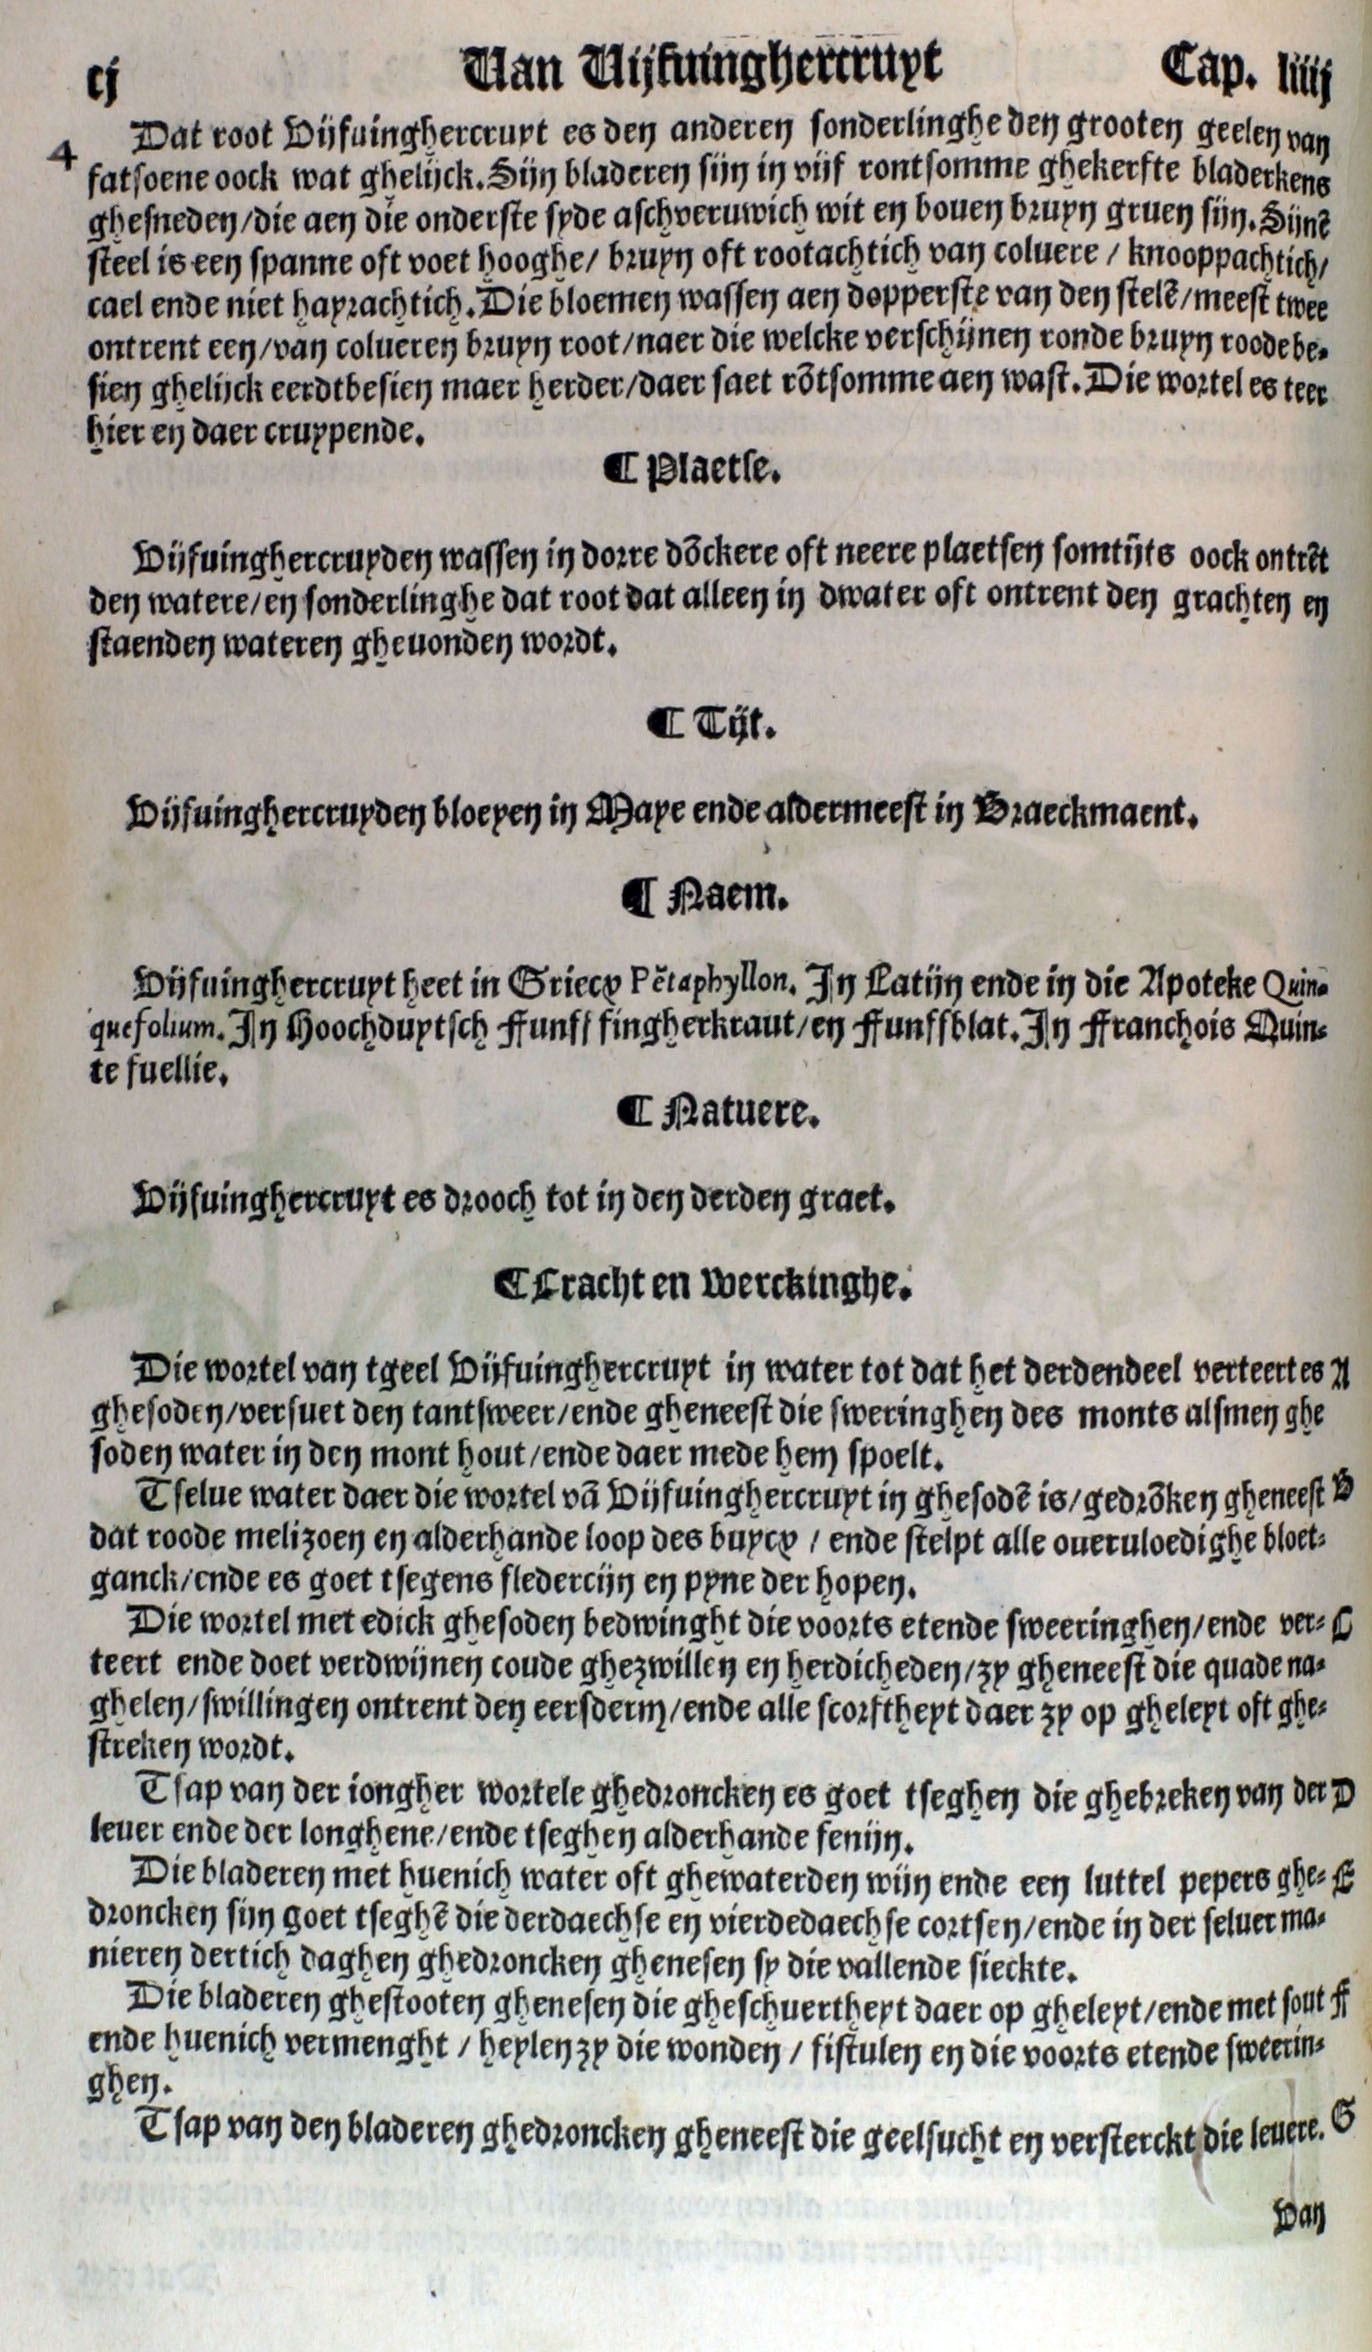 cj Van Vijfuinghercruyt Cap. liiij
4 Dat root Vijfuinghercruyt es den anderen sonderlinghe den grooten geelen van
fatsoene oock wat ghelijck. Sijn bladeren sijn in vijf rontsomme ghekerfte bladerkens
ghesneden/die aen die onderste syde aschveruwich wit en bouen bruyn gruen sijn. Sijnē
steel is een spanne oft voet hooghe/ bruyn oft rootachtich van coluere / knooppachtich/
cael ende niet hayrachtich. Die bloemen wassen aen dopperste van den stelē/meest twee
ontrent een/van colueren bruyn root/naer die welcke verschijnen ronde bruyn roode be-
sien ghelijck eerdtbesien maer herder/daer saet rōtsomme aen wast. Die wortel es teer
hier en daer cruypende.
¶ Plaetse.
Vijfuinghercruyden wassen in dorre dōckere oft neere plaetsen somtijts oock ontrēt
den watere/en sonderlinghe dat root dat alleen in dwater oft ontrent den grachten en
staenden wateren gheuonden wordt.
¶ Tijt.
Vijfuinghercruyden bloeyen in Maye ende aldermeest in Braeckmaent.
¶ Naem.
Vijfuinghercruyt heet in Griecx Pētaphyllon. In Latijn ende in die Apoteke Quin-
quefolium. In Hoochduytsch Funff fingherkraut/en Funffblat. In Franchois Quin-
te fuellie.
¶ Natuere.
Vijfuinghercruyt es drooch tot in den derden graet.
¶ Cracht en Werckinghe.
Die wortel van tgeel Vijfuinghercruyt in water tot dat het derdendeel verteert es A
ghesoden/versuet den tantsweer/ende gheneest die sweringhen des monts alsmen ghe
soden water in den mont hout/ende daer mede hem spoelt.
Tselue water daer die wortel vā Vijfuinghercruyt in ghesodē is/gedrōken gheneest B
dat roode melizoen en alderhande loop des buycx / ende stelpt alle oueruloedighe bloet-
ganck/ende es goet tsegens fledercijn en pyne der hopen.
Die wortel met edick ghesoden bedwinght die voorts etende sweeringhen/ende ver- C
teert ende doet verdwijnen coude ghezwillen en herdicheden/zy gheneest die quade na-
ghelen/swillingen ontrent den eersderm/ende alle scorftheyt daer zy op gheleyt oft ghe-
streken wordt.
Tsap van der iongher wortele ghedroncken es goet tseghen die ghebreken van der D
leuer ende der longhene/ende tseghen alderhande fenijn.
Die bladeren met huenich water oft ghewaterden wijn ende een luttel pepers ghe- E
droncken sijn goet tseghē die derdaechse en vierdedaechse cortsen/ende in der seluer ma-
nieren dertich daghen ghedroncken ghenesen sy die vallende sieckte.
Die bladeren ghestooten ghenesen die gheschuertheyt daer op gheleyt/ende met sout F
ende huenich vermenght / heylen zy die wonden / fistulen en die voorts etende sweerin-
ghen.
Tsap van den bladeren ghedroncken gheneest die geelsucht en versterckt die leuere. G
Van